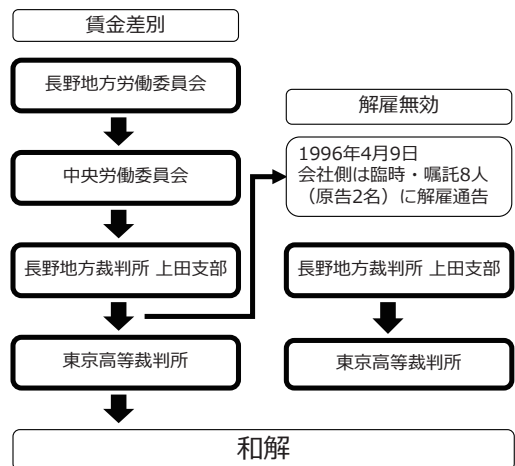 賃金差別
長野地方労働委員会
中央労働委員会
長野地方裁判所 上田支部
東京高等裁判所
解雇無効
1996年4月9日
会社側は臨時・嘱託8人
（原告2名）に解雇通告
長野地方裁判所 上田支部
東京高等裁判所
和解